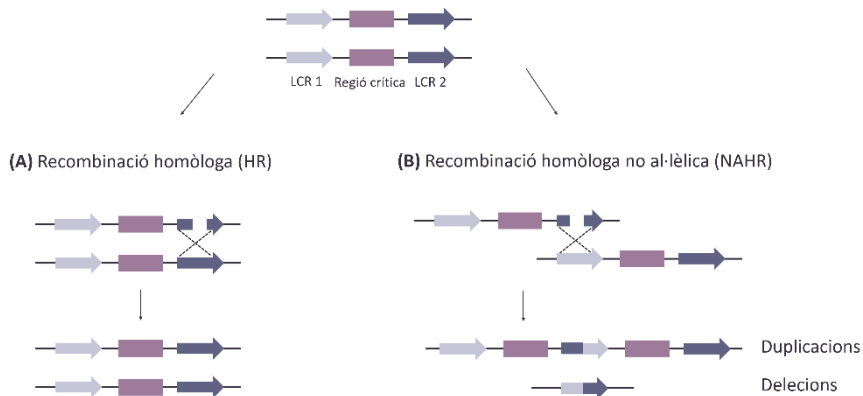 LCR 1 Regió crítica LCR 2
(A) Recombinació homòloga (HR)
(B) Recombinació homòloga no al·lèlica (NAHR)
Duplicacions
Delecions